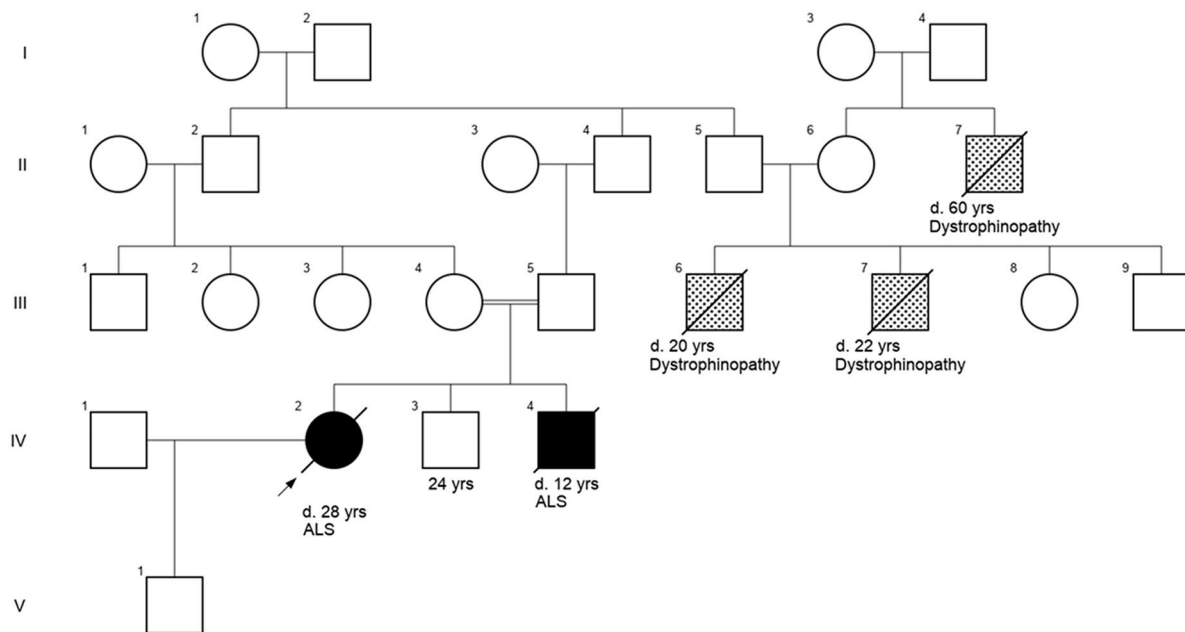 1 2 3 4
I
1 2 3 4 5 6 7
II
d. 60 yrs
Dystrophinopathy
1 2 3 4 5 6 7 8 9
III
d. 20 yrs d. 22 yrs
Dystrophinopathy Dystrophinopathy
1 2 3 4
IV
24 yrs d. 12 yrs
d. 28 yrs ALS
ALS
1
V